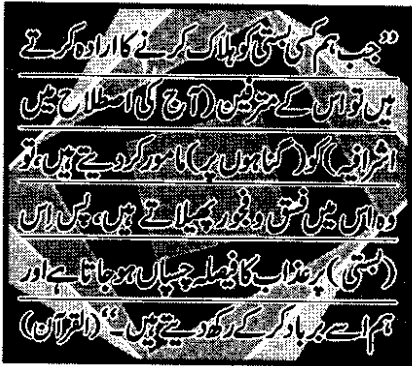 ”جب ہم کسی بستی کو ہلاک کرنے کا ارادہ کرتے
ہیں تو اس کے مترفین (آج کی اصطلاح میں
اشرافیہ) کو (گناہوں پر) مامور کر دیتے ہیں، تو
وہ اس میں فسق و فجور پھیلاتے ہیں، پس اس
(بستی) پر عذاب کا فیصلہ چسپاں ہو جاتا ہے اور
ہم اسے برباد کر کے رکھ دیتے ہیں۔“ (القرآن)